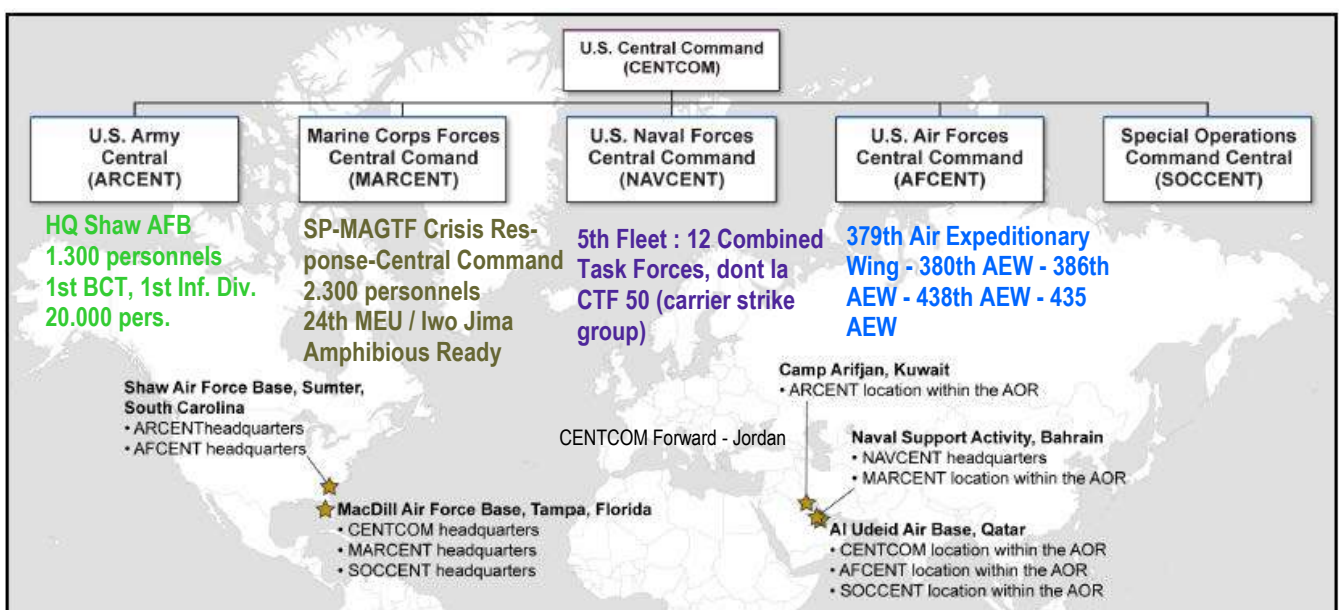 U.S. Central Command
(CENTCOM)
U.S. Army
Central
(ARCENT)
Marine Corps Forces
Central Comand
(MARCENT)
U.S. Naval Forces
Central Command
(NAVCENT)
U.S. Air Forces
Central Command
(AFCENT)
Special Operations
Command Central
(SOCCENT)
HQ Shaw AFB
1.300 personnels
1st BCT, 1st Inf. Div.
20.000 pers.
SP-MAGTF Crisis Res-
ponse-Central Command
2.300 personnels
24th MEU / Iwo Jima
Amphibious Ready
5th Fleet : 12 Combined
Task Forces, dont la
CTF 50 (carrier strike
group)
379th Air Expeditionary
Wing - 380th AEW - 386th
AEW - 438th AEW - 435
AEW
Shaw Air Force Base, Sumter,
South Carolina
• ARCENTheadquarters
• AFCENT headquarters
MacDill Air Force Base, Tampa, Florida
• CENTCOM headquarters
• MARCENT headquarters
• SOCCENT headquarters
CENTCOM Forward - Jordan
Camp Arifjan, Kuwait
• ARCENT location within the AOR
Naval Support Activity, Bahrain
• NAVCENT headquarters
• MARCENT location within the AOR
Al Udeid Air Base, Qatar
• CENTCOM location within the AOR
• AFCENT location within the AOR
• SOCCENT location within the AOR